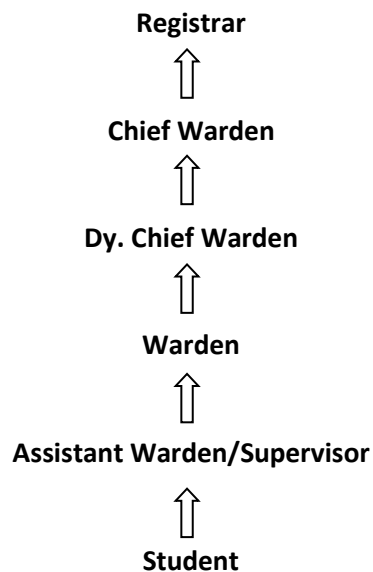 Registrar
Chief Warden
Dy. Chief Warden
Warden
Assistant Warden/Supervisor
Student